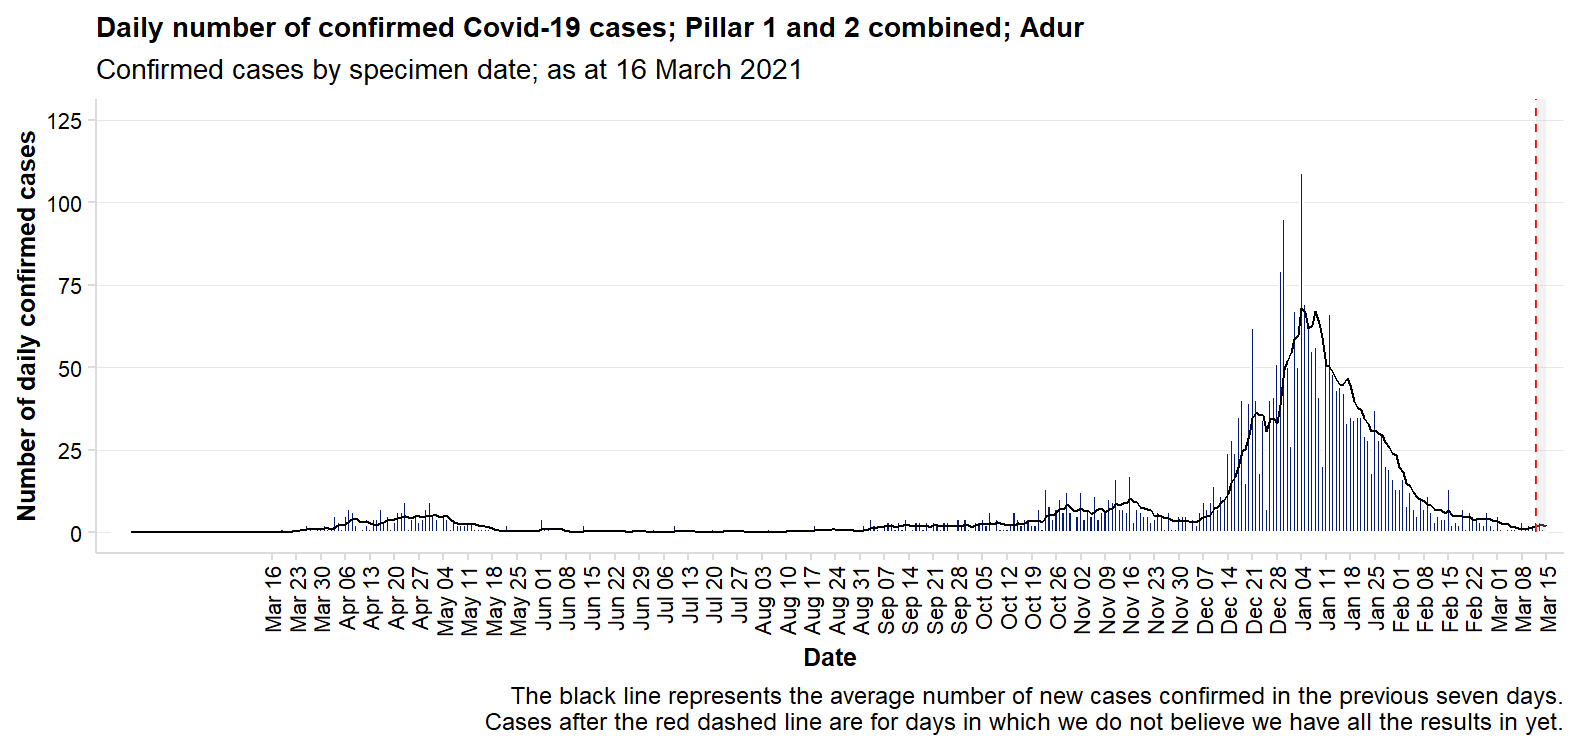 Daily number of confirmed Covid-19 cases; Pillar 1 and 2 combined; Adur
Confirmed cases by specimen date; as at 16 March 2021
Number of daily confirmed cases
125
100
75
50
25
0
Mar 16
Mar 23
Mar 30
Apr 06
Apr 13
Apr 20
Apr 27
May 04
May 11
May 18
May 25
Jun 01
Jun 08
Jun 15
Jun 22
Jun 29
Jul 06
Jul 13
Jul 20
Jul 27
Aug 03
Aug 10
Aug 17
Aug 24
Aug 31
Sep 07
Sep 14
Sep 21
Sep 28
Oct 05
Oct 12
Oct 19
Oct 26
Nov 02
Nov 09
Nov 16
Nov 23
Nov 30
Dec 07
Dec 14
Dec 21
Dec 28
Jan 04
Jan 11
Jan 18
Jan 25
Feb 01
Feb 08
Feb 15
Feb 22
Mar 01
Mar 08
Mar 15
Date
The black line represents the average number of new cases confirmed in the previous seven days.
Cases after the red dashed line are for days in which we do not believe we have all the results in yet.